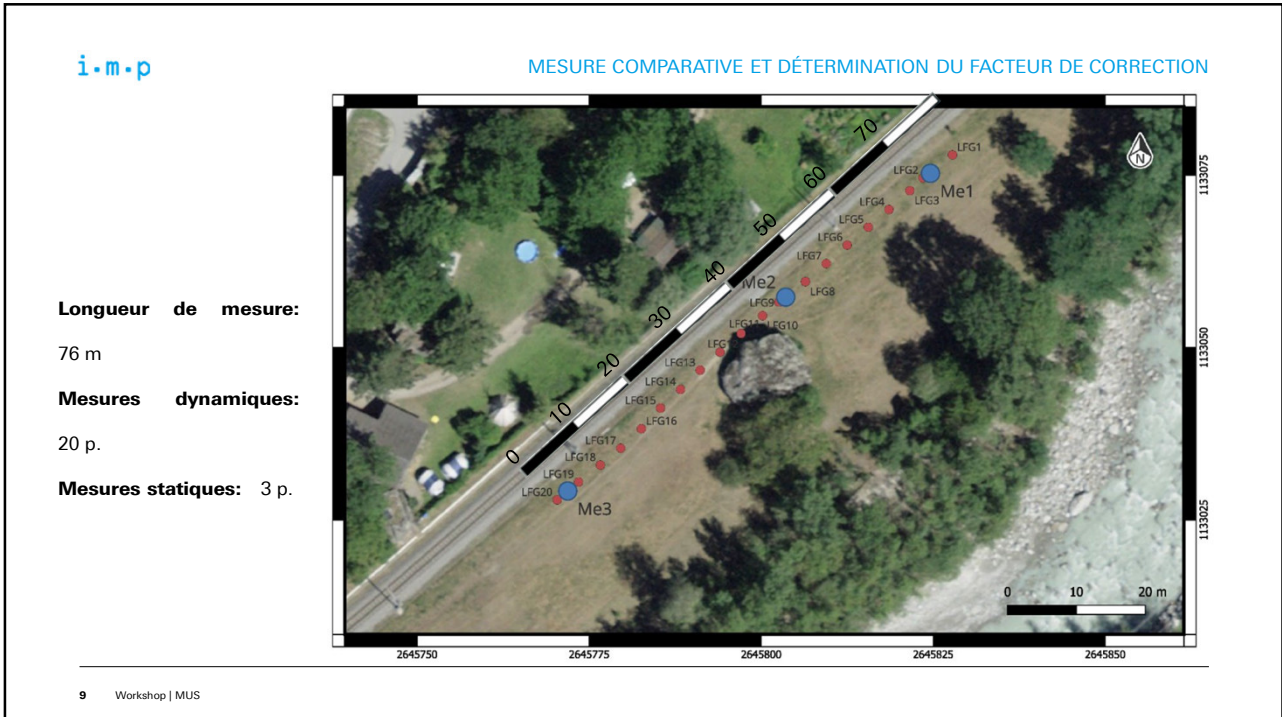 i.m.p
MESURE COMPARATIVE ET DÉTERMINATION DU FACTEUR DE CORRECTION
Longueur de mesure:
76 m
Mesures dynamiques:
20 p.
Mesures statiques: 3 p.
70
60
50
40
30
20
10
0
LFG1
LFG2
Me1
LFG3
LFG4
LFG5
LFG6
LFG7
Me2
LFG8
LFG9
LFG10
LFG11
LFG13
LFG14
LFG15
LFG16
LFG17
LFG18
LFG19
LFG20
Me3
N
1133075
1133050
1133025
0 10 20 m
2645750 2645775 2645800 2645825 2645850
9 Workshop | MUS